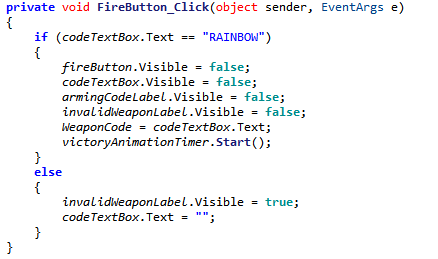 private void FireButton_Click(object sender, EventArgs e)
{
    if (codeTextBox.Text == "RAINBOW")
    {
        fireButton.Visible = false;
        codeTextBox.Visible = false;
        armingCodeLabel.Visible = false;
        invalidWeaponLabel.Visible = false;
        WeaponCode = codeTextBox.Text;
        victoryAnimationTimer.Start();
    }
    else
    {
        invalidWeaponLabel.Visible = true;
        codeTextBox.Text = "";
    }
}